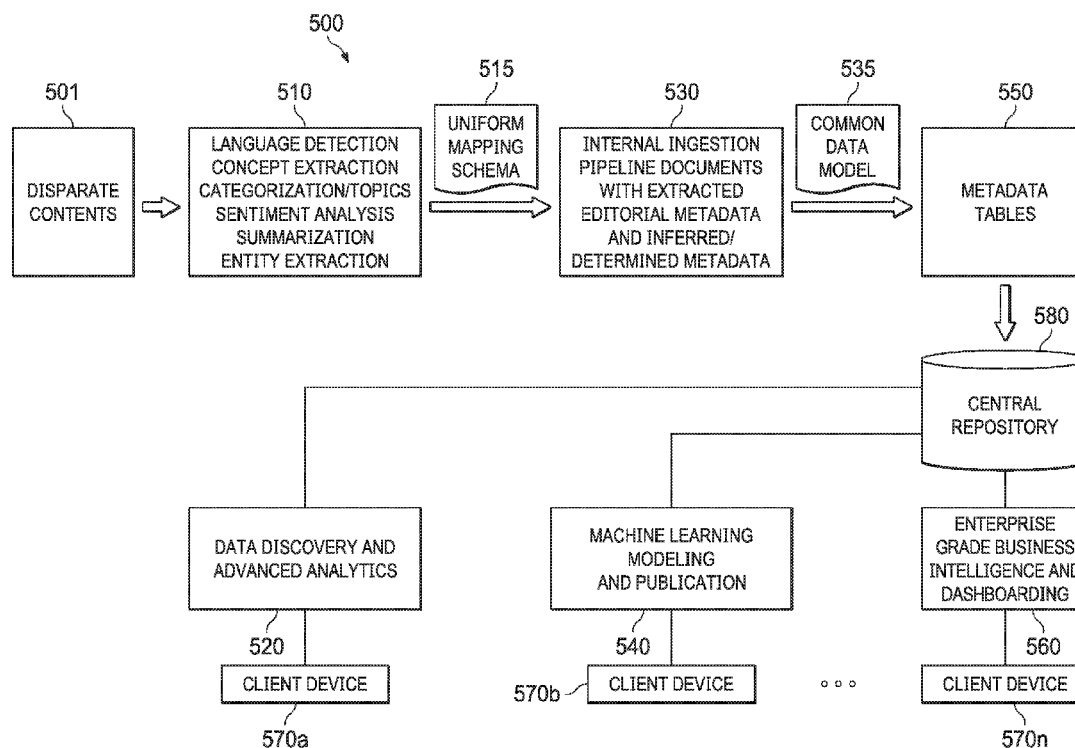 500
501
510
515
530
535
550
DISPARATE
CONTENTS
LANGUAGE DETECTION
CONCEPT EXTRACTION
CATEGORIZATION/TOPICS
SENTIMENT ANALYSIS
SUMMARIZATION
ENTITY EXTRACTION
UNIFORM
MAPPING
SCHEMA
INTERNAL INGESTION
PIPELINE DOCUMENTS
WITH EXTRACTED
EDITORIAL METADATA
AND INFERRED/
DETERMINED METADATA
COMMON
DATA
MODEL
METADATA
TABLES
580
CENTRAL
REPOSITORY
DATA DISCOVERY AND
ADVANCED ANALYTICS
MACHINE LEARNING
MODELING
AND PUBLICATION
ENTERPRISE
GRADE BUSINESS
INTELLIGENCE AND
DASHBOARDING
520
540
560
CLIENT DEVICE
570b
CLIENT DEVICE
CLIENT DEVICE
570a
570n